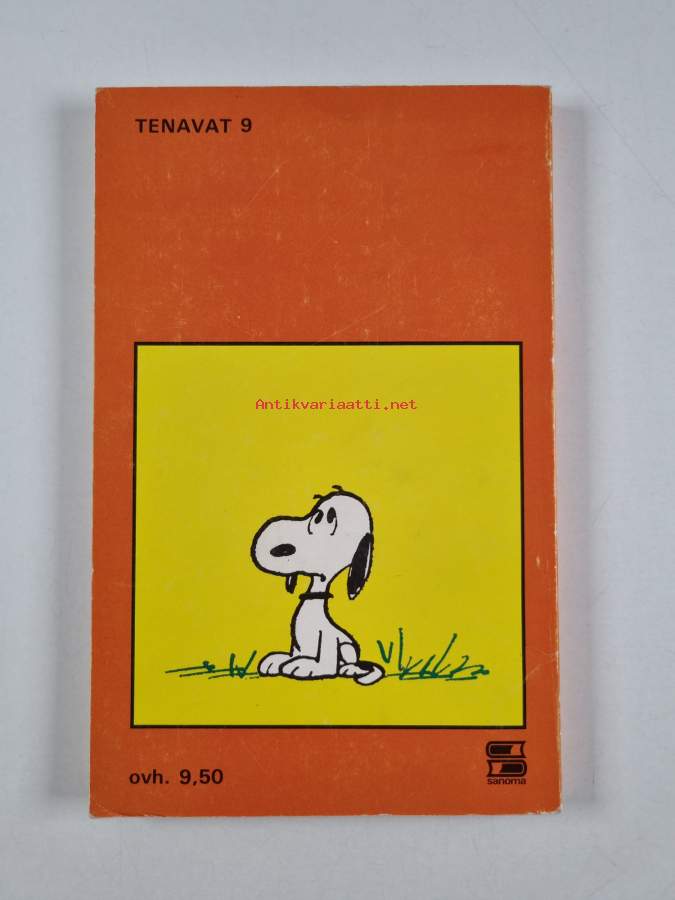 TENAVAT 9
Antikvariaatti.net
ovh. 9,50
sanoma